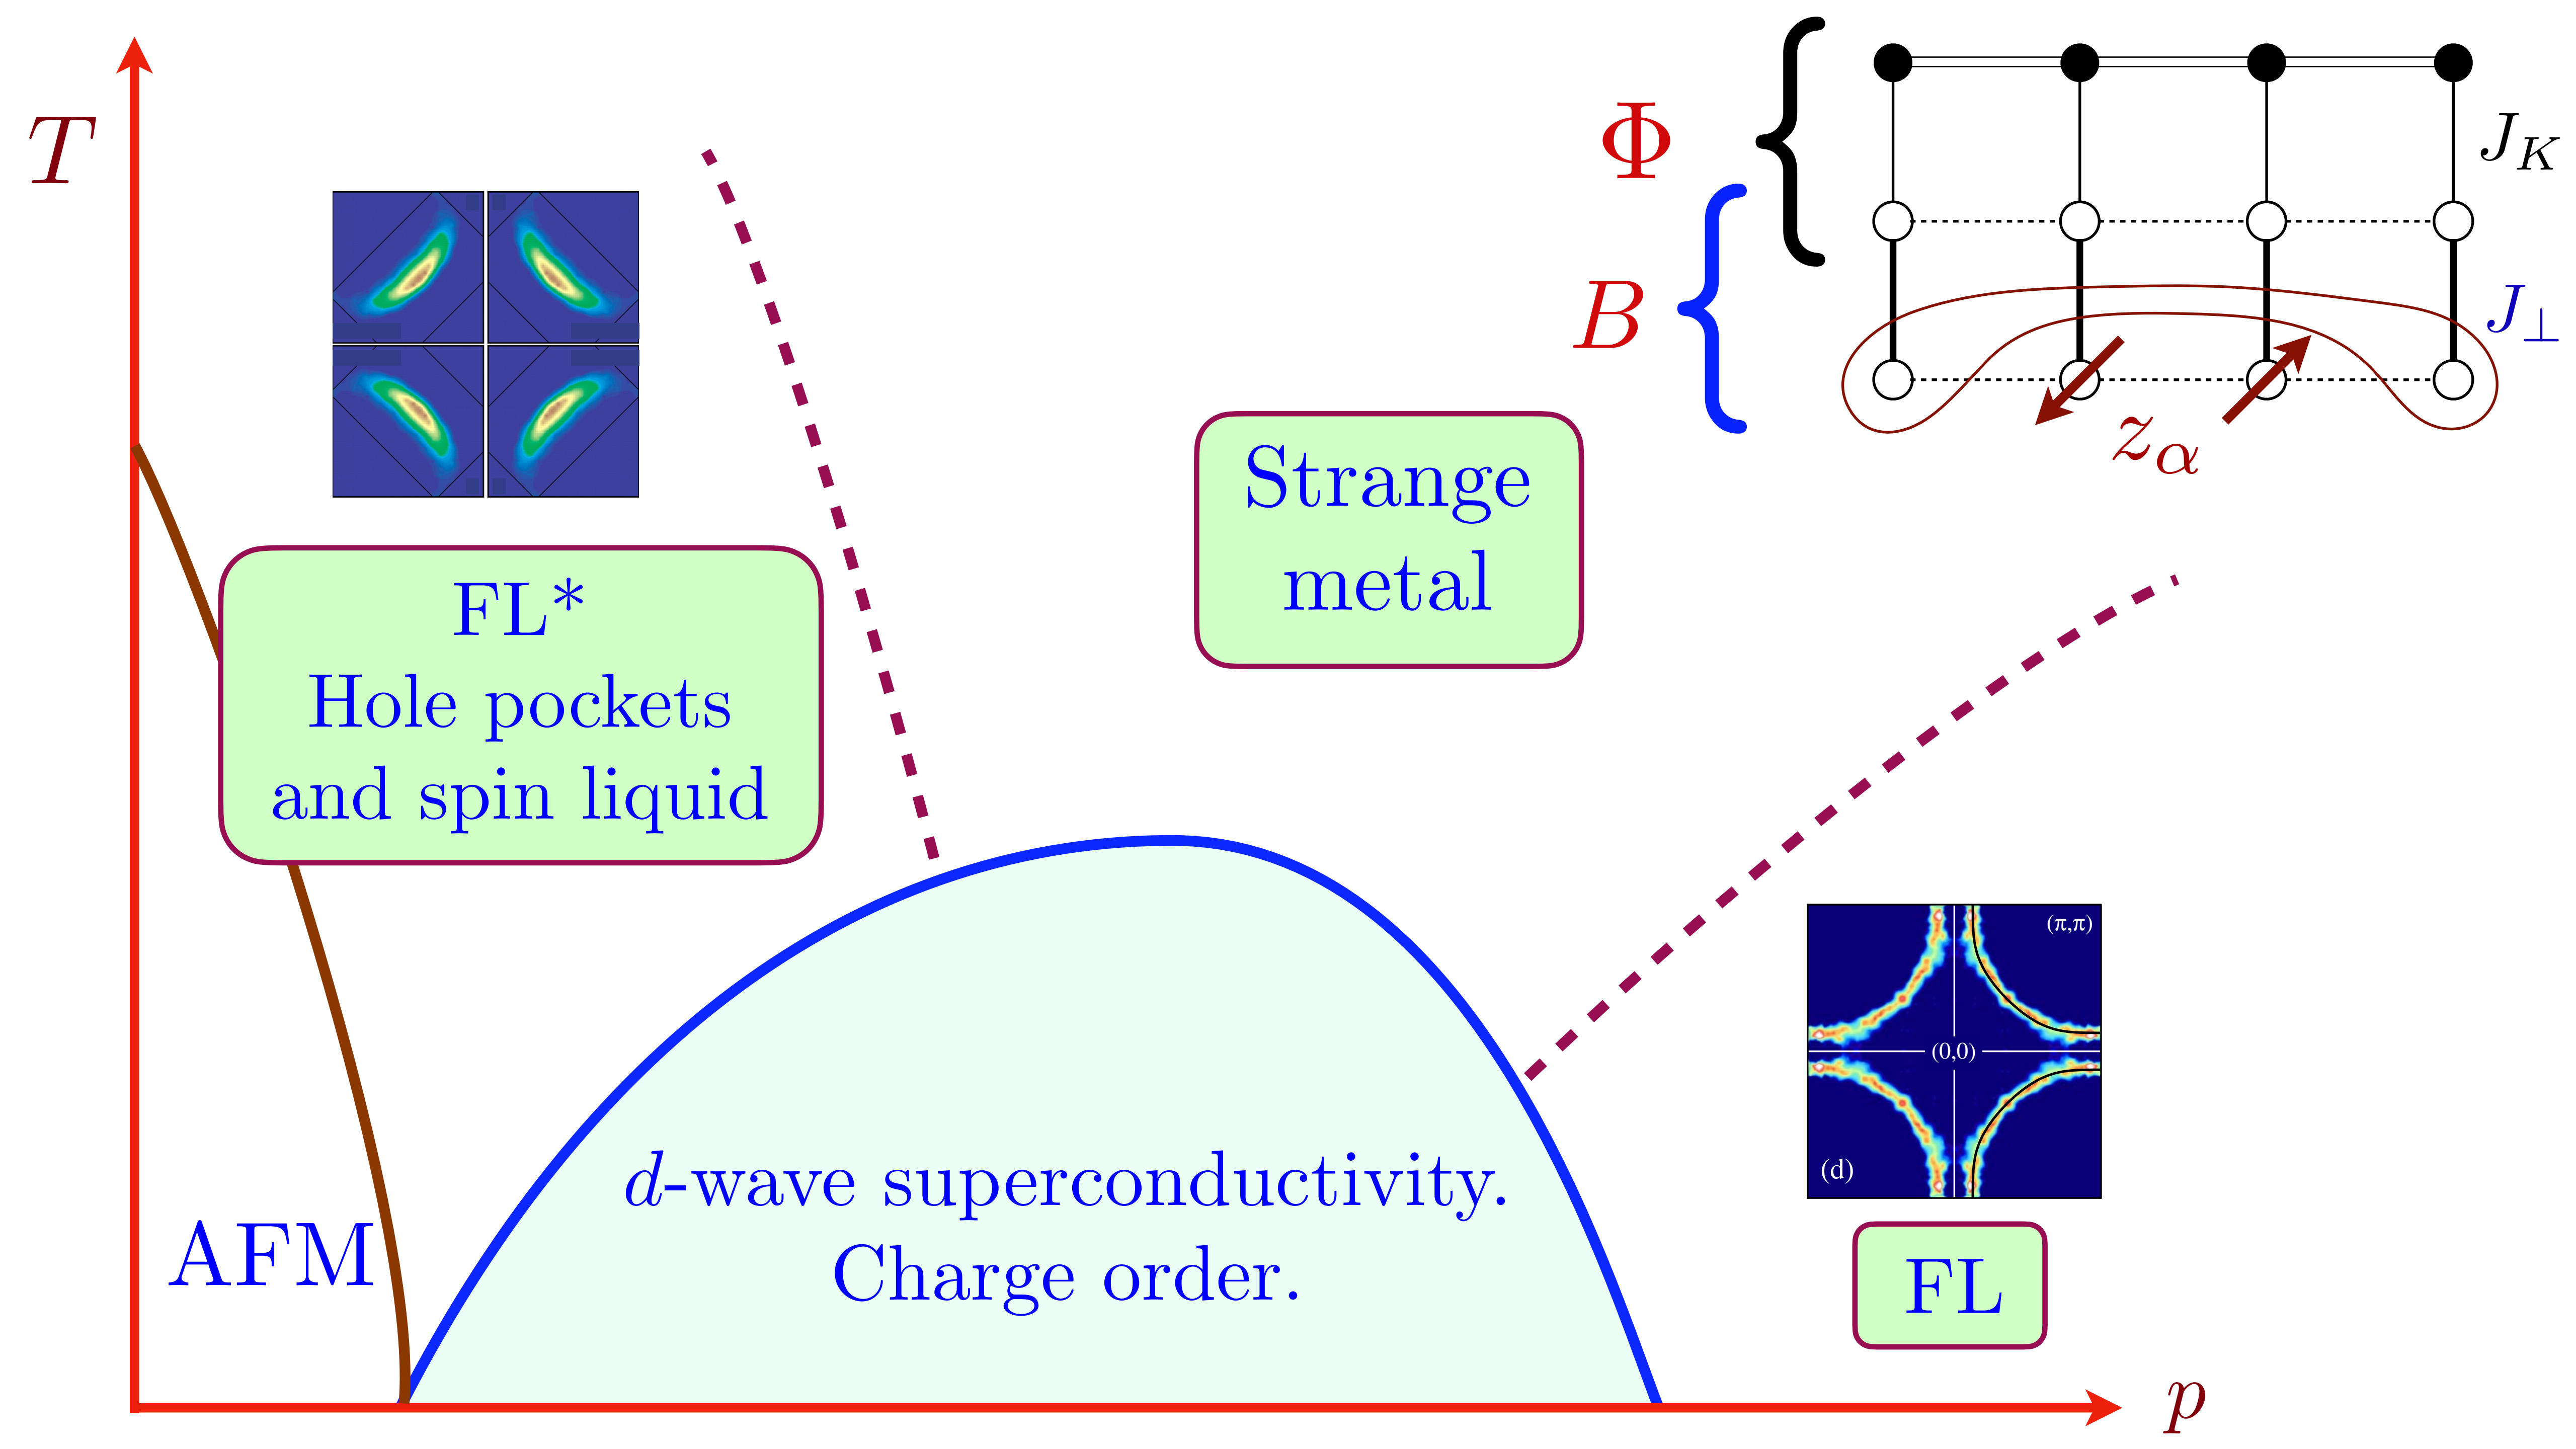 T
Φ
J_K
B
J_⊥
z_α
Strange
metal
FL*
Hole pockets
and spin liquid
(π,π)
(0,0)
(d)
d-wave superconductivity.
Charge order.
AFM
FL
p